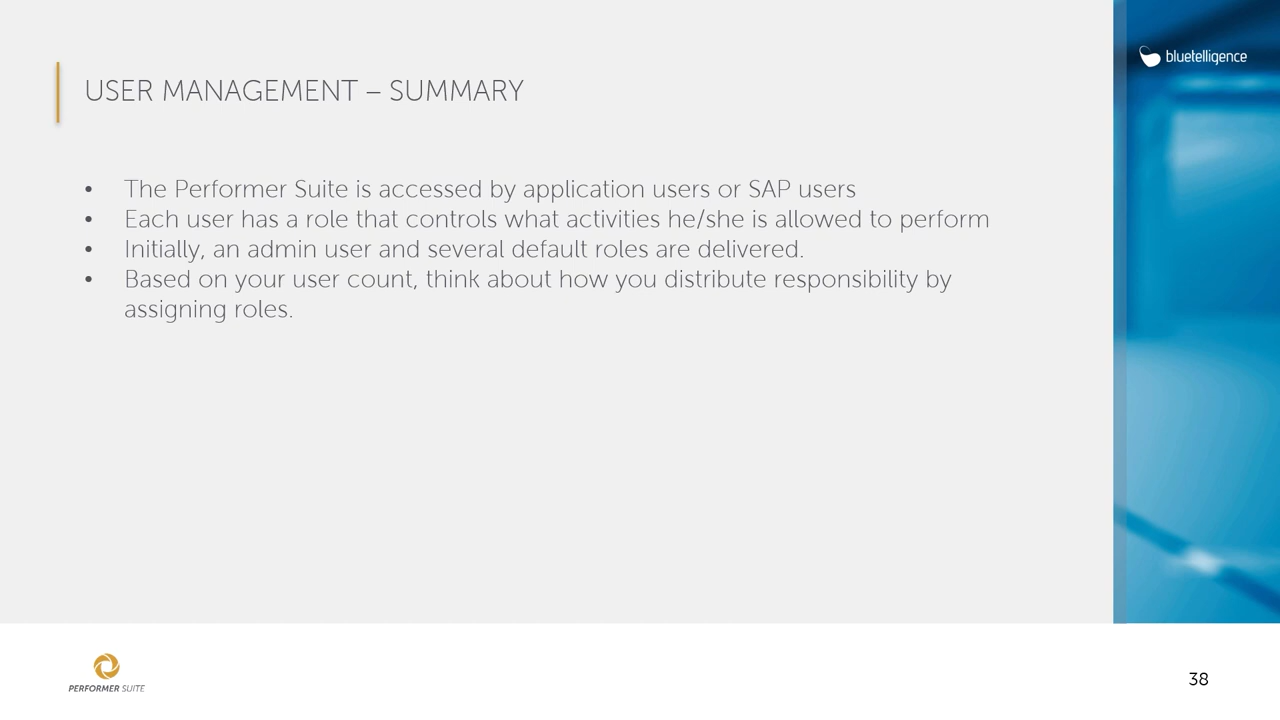 bluetelligence
USER MANAGEMENT – SUMMARY
• The Performer Suite is accessed by application users or SAP users
• Each user has a role that controls what activities he/she is allowed to perform
• Initially, an admin user and several default roles are delivered.
• Based on your user count, think about how you distribute responsibility by
assigning roles.
PERFORMER SUITE
38